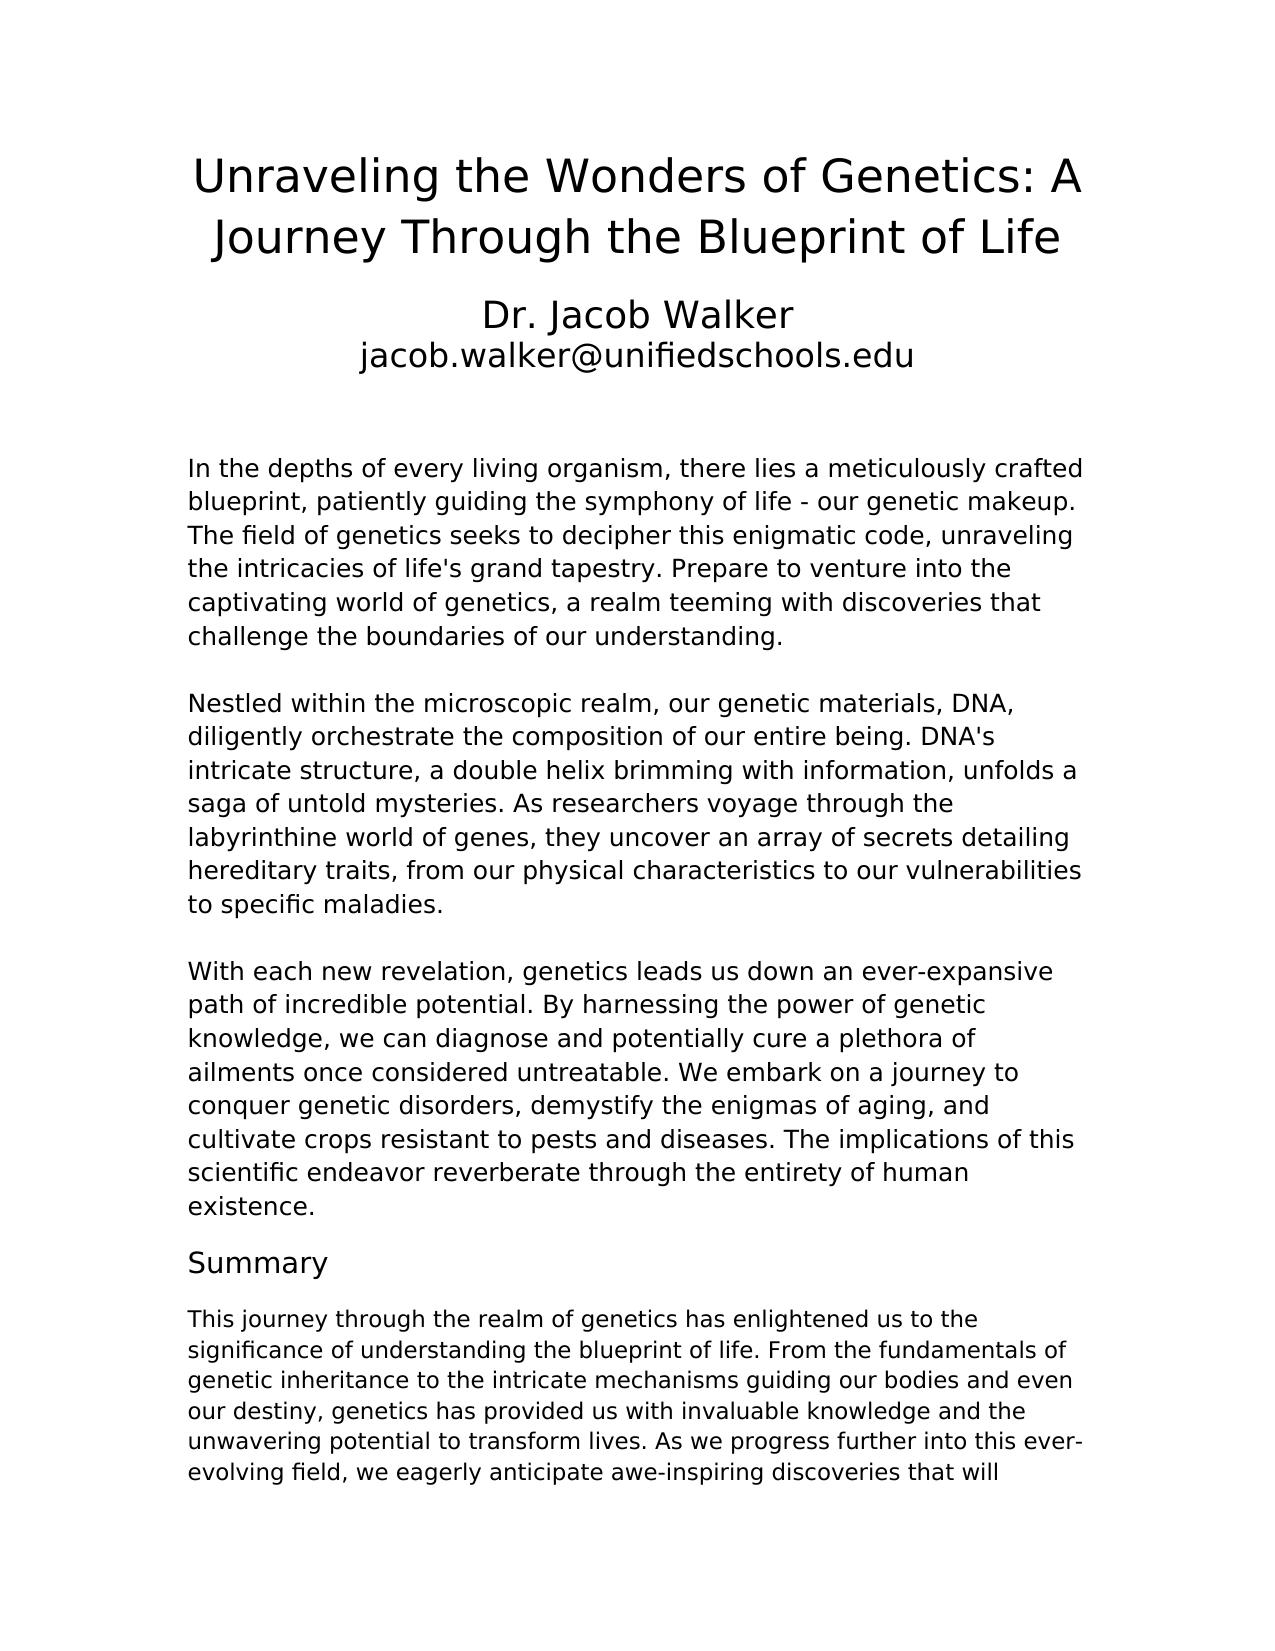 Unraveling the Wonders of Genetics: A
Journey Through the Blueprint of Life
Dr. Jacob Walker
jacob.walker@unifiedschools.edu
In the depths of every living organism, there lies a meticulously crafted
blueprint, patiently guiding the symphony of life - our genetic makeup.
The field of genetics seeks to decipher this enigmatic code, unraveling
the intricacies of life's grand tapestry. Prepare to venture into the
captivating world of genetics, a realm teeming with discoveries that
challenge the boundaries of our understanding.
Nestled within the microscopic realm, our genetic materials, DNA,
diligently orchestrate the composition of our entire being. DNA's
intricate structure, a double helix brimming with information, unfolds a
saga of untold mysteries. As researchers voyage through the
labyrinthine world of genes, they uncover an array of secrets detailing
hereditary traits, from our physical characteristics to our vulnerabilities
to specific maladies.
With each new revelation, genetics leads us down an ever-expansive
path of incredible potential. By harnessing the power of genetic
knowledge, we can diagnose and potentially cure a plethora of
ailments once considered untreatable. We embark on a journey to
conquer genetic disorders, demystify the enigmas of aging, and
cultivate crops resistant to pests and diseases. The implications of this
scientific endeavor reverberate through the entirety of human
existence.
Summary
This journey through the realm of genetics has enlightened us to the
significance of understanding the blueprint of life. From the fundamentals of
genetic inheritance to the intricate mechanisms guiding our bodies and even
our destiny, genetics has provided us with invaluable knowledge and the
unwavering potential to transform lives. As we progress further into this ever-
evolving field, we eagerly anticipate awe-inspiring discoveries that will